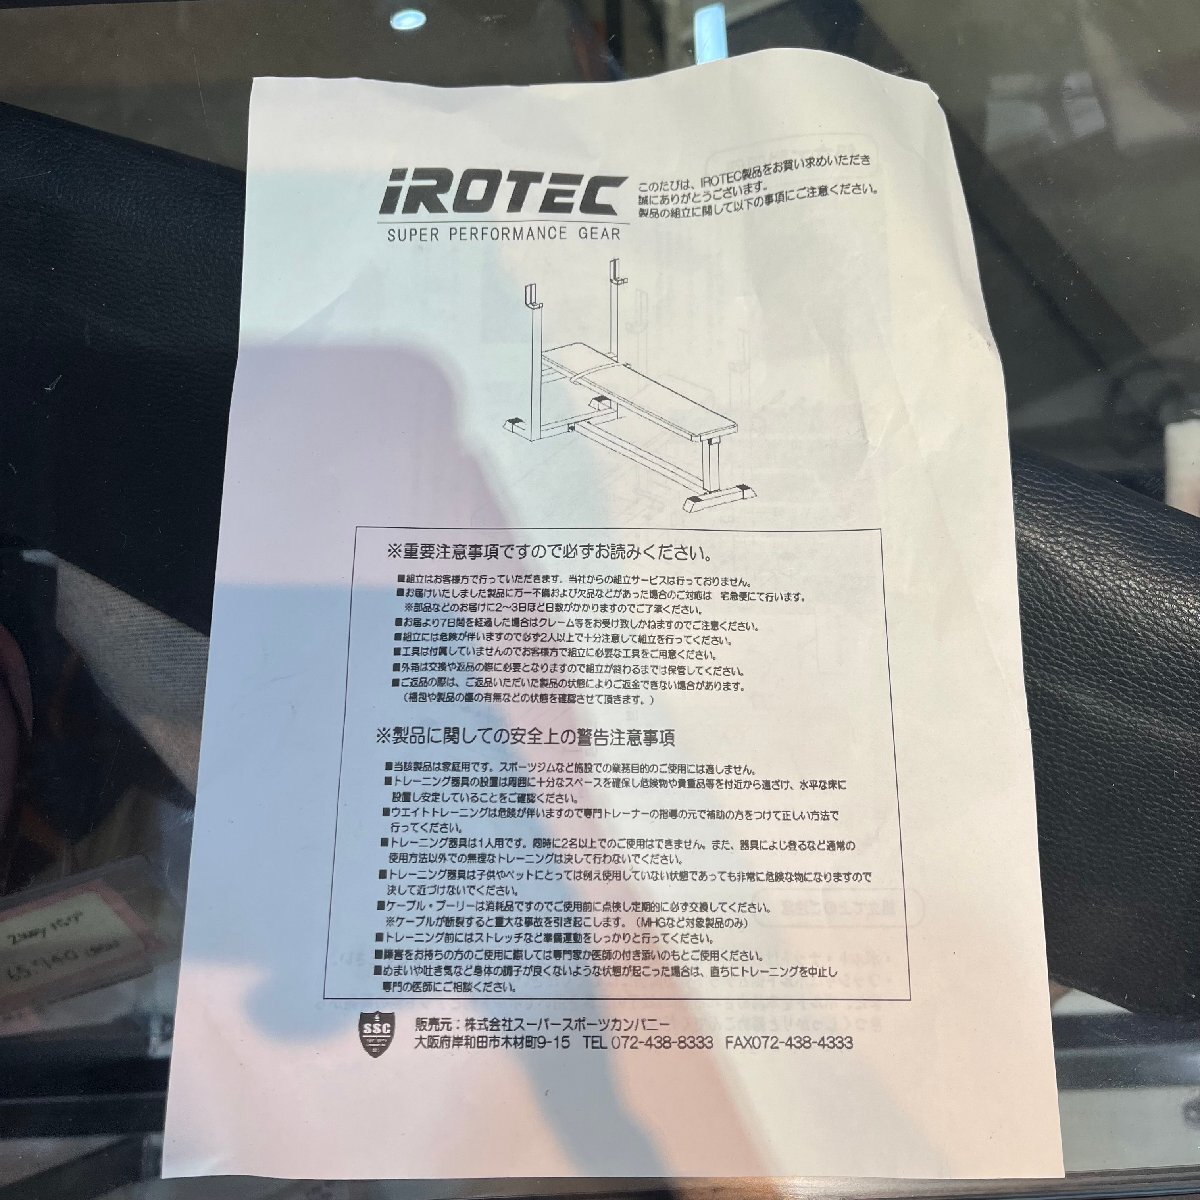 IROTEC
SUPER PERFORMANCE GEAR
このたびは、IROTEC製品をお買い求めいただき
誠にありがとうございます。
製品の組立に関して以下の事項にご注意ください。
※重要注意事項ですので必ずお読みください。
■組立はお客様方で行っていただきます。当社からの組立サービスは行っておりません。
■お届けいたしました製品に万一不備および欠品などがあった場合のご対応は 宅急便にて行います。
※部品などのお届けに2～3日ほど日数がかかりますのでご了承ください。
■お届より7日間を経過した場合はクレーム等をお受け致しかねますのでご注意ください。
■組立には危険が伴いますので必ず2人以上で十分注意して組立を行ってください。
■工具は付属していませんのでお客様方で組立に必要な工具をご用意ください。
■外箱は交換や返品の際に必要となりますので組立が終わるまでは保管してください。
■ご返品の際は、ご返品いただいた製品の状態によりご返金できない場合があります。
（梱包や製品の傷の有無などの状態を確認させて頂きます。）
※製品に関しての安全上の警告注意事項
■当該製品は家庭用です。スポーツジムなど施設での業務目的のご使用には適しません。
■トレーニング器具の設置は周囲に十分なスペースを確保し危険物や貴重品等を付近から遠ざけ、水平な床に
設置し安定していることをご確認ください。
■ウエイトトレーニングは危険が伴いますので専門トレーナーの指導の元で補助の方をつけて正しい方法で
行ってください。
■トレーニング器具は1人用です。同時に2名以上でのご使用はできません。また、器具によじ登るなど通常の
使用方法以外での無理なトレーニングは決して行わないでください。
■トレーニング器具は子供やペットにとっては例え使用していない状態であっても非常に危険な物になりますので
決して近づけないでください。
■ケーブル・プーリーは消耗品ですのでご使用前に点検し定期的に必ず交換してください。
※ケーブルが断裂すると重大な事故を引き起こします。（MHGなど対象製品のみ）
■トレーニング前にはストレッチなど準備運動をしっかりと行ってください。
■障害をお持ちの方のご使用に際しては専門家か医師の付き添いのもとご使用ください。
■めまいや吐き気など身体の調子が良くないような状態が起こった場合は、直ちにトレーニングを中止し
専門の医師にご相談ください。
SSC
販売元：株式会社スーパースポーツカンパニー
大阪府岸和田市木材町9-15 TEL 072-438-8333 FAX072-438-4333